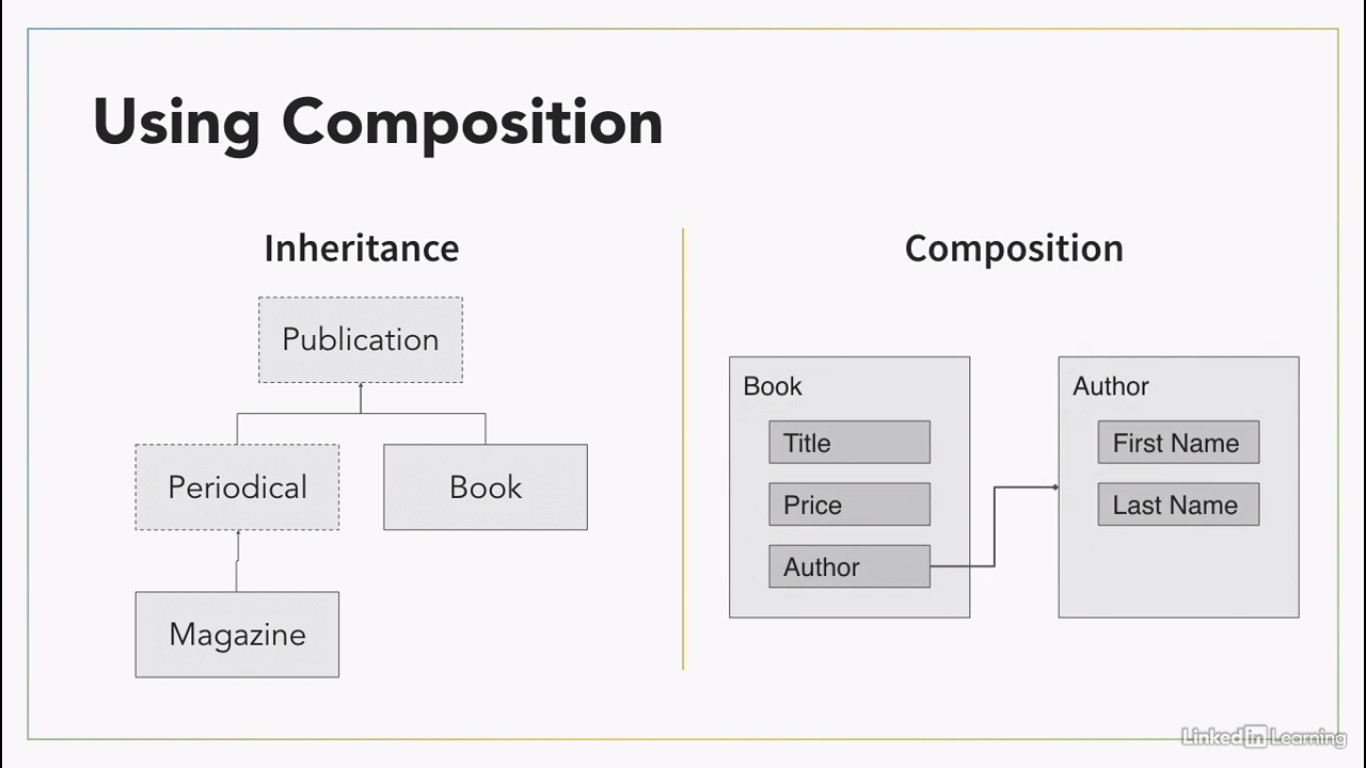 Using Composition
Inheritance
Publication
Periodical
Book
Magazine
Composition
Book
Title
Price
Author
Author
First Name
Last Name
Linked in Learning